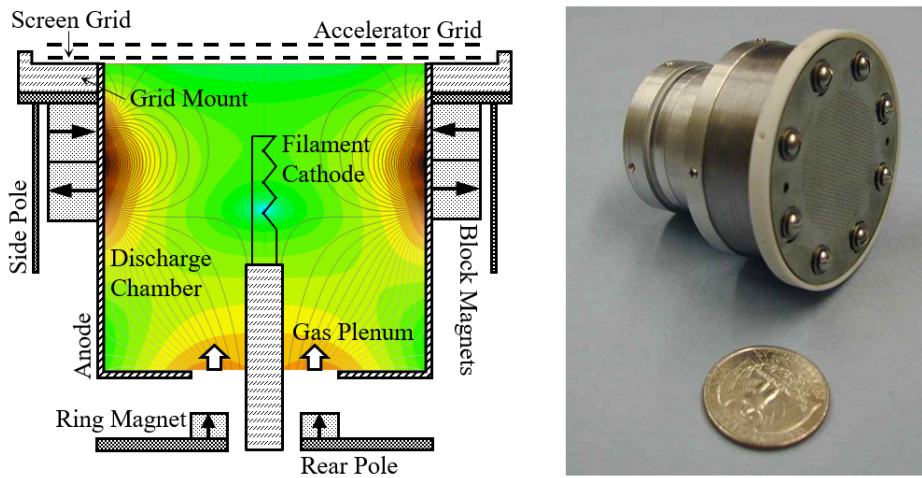 Screen Grid
Accelerator Grid
Grid Mount
Filament
Cathode
Side Pole
Discharge
Chamber
Block Magnets
Anode
Gas Plenum
Ring Magnet
Rear Pole